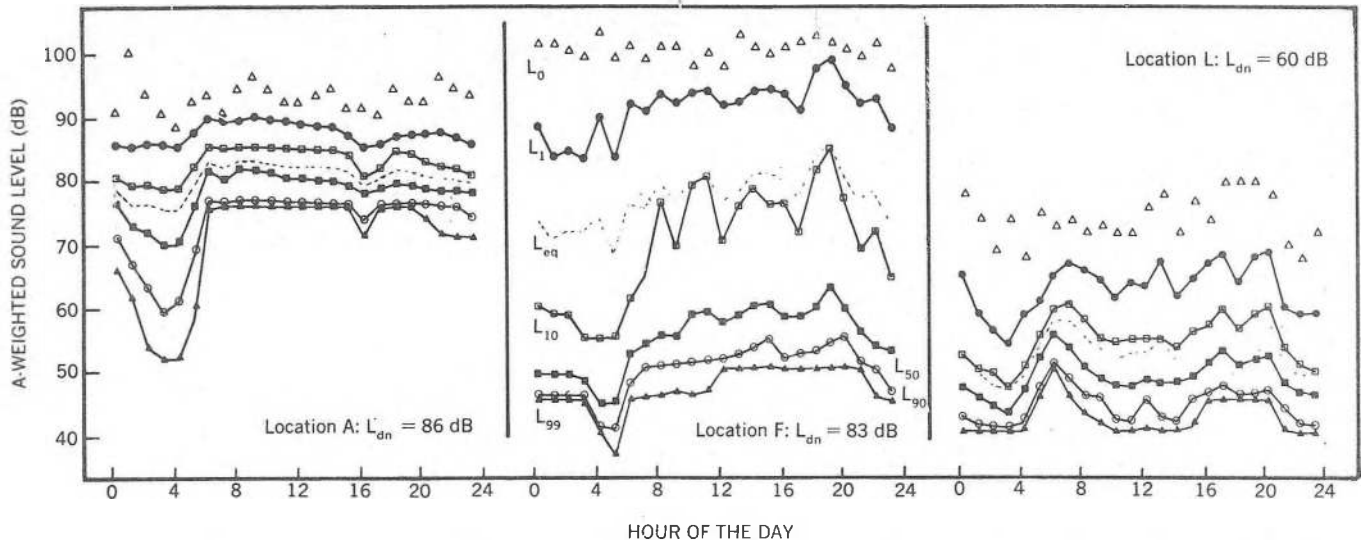 A-WEIGHTED SOUND LEVEL (dB)
100
90
80
70
60
50
40
L0
L1
Leq
L10
L50
L90
L99
Location A: Ldn = 86 dB
Location F: Ldn = 83 dB
Location L: Ldn = 60 dB
0 4 8 12 16 20 24
0 4 8 12 16 20 24
0 4 8 12 16 20 24
HOUR OF THE DAY